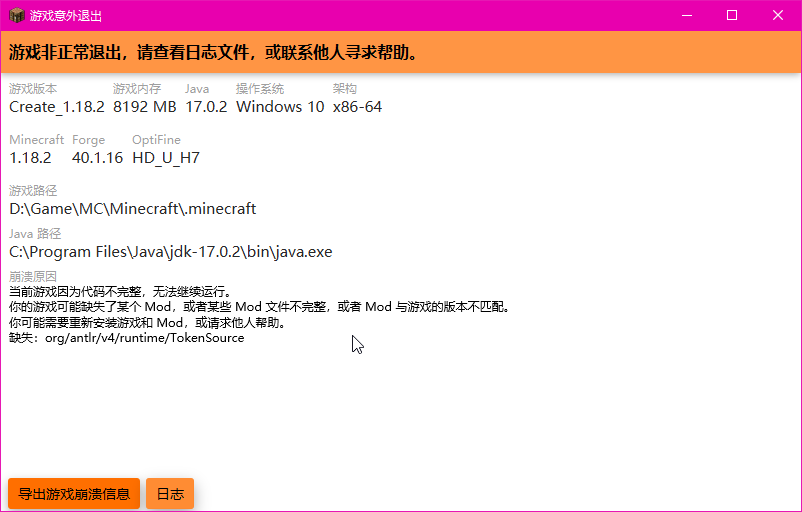 游戏意外退出
游戏非正常退出，请查看日志文件，或联系他人寻求帮助。
游戏版本 游戏内存 Java 操作系统 架构
Create_1.18.2 8192 MB 17.0.2 Windows 10 x86-64
Minecraft Forge OptiFine
1.18.2 40.1.16 HD_U_H7
游戏路径
D:\Game\MC\Minecraft\.minecraft
Java 路径
C:\Program Files\Java\jdk-17.0.2\bin\java.exe
崩溃原因
当前游戏因为代码不完整，无法继续运行。
你的游戏可能缺失了某个 Mod，或者某些 Mod 文件不完整，或者 Mod 与游戏的版本不匹配。
你可能需要重新安装游戏和 Mod，或请求他人帮助。
缺失：org/antlr/v4/runtime/TokenSource
导出游戏崩溃信息 日志